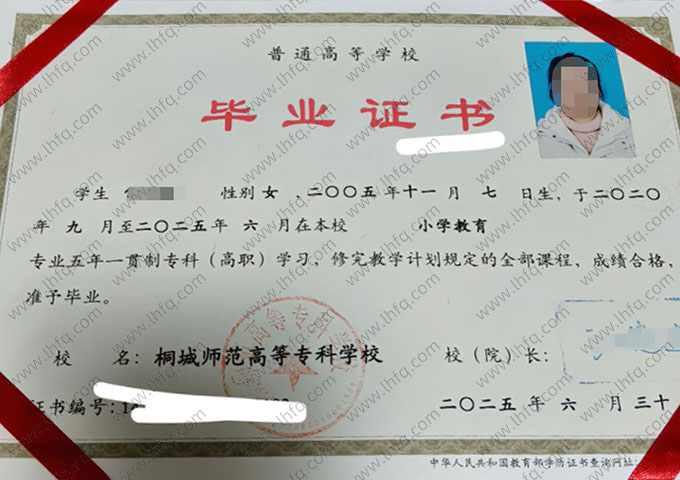 普通高等学校
毕业证书
学生 性别 女 ,二〇〇五年十一月 七 日生，于二〇二〇
年 九 月至二〇二五年 六 月在本校 小学教育
专业五年一贯制专科（高职）学习，修完教学计划规定的全部课程，成绩合格，
准予毕业。
校 名：桐城师范高等专科学校 校（院）长：
证书编号：1 二〇二五 年 六 月 三十
中华人民共和国教育部学历证书查询网址：
www.lhfq.com